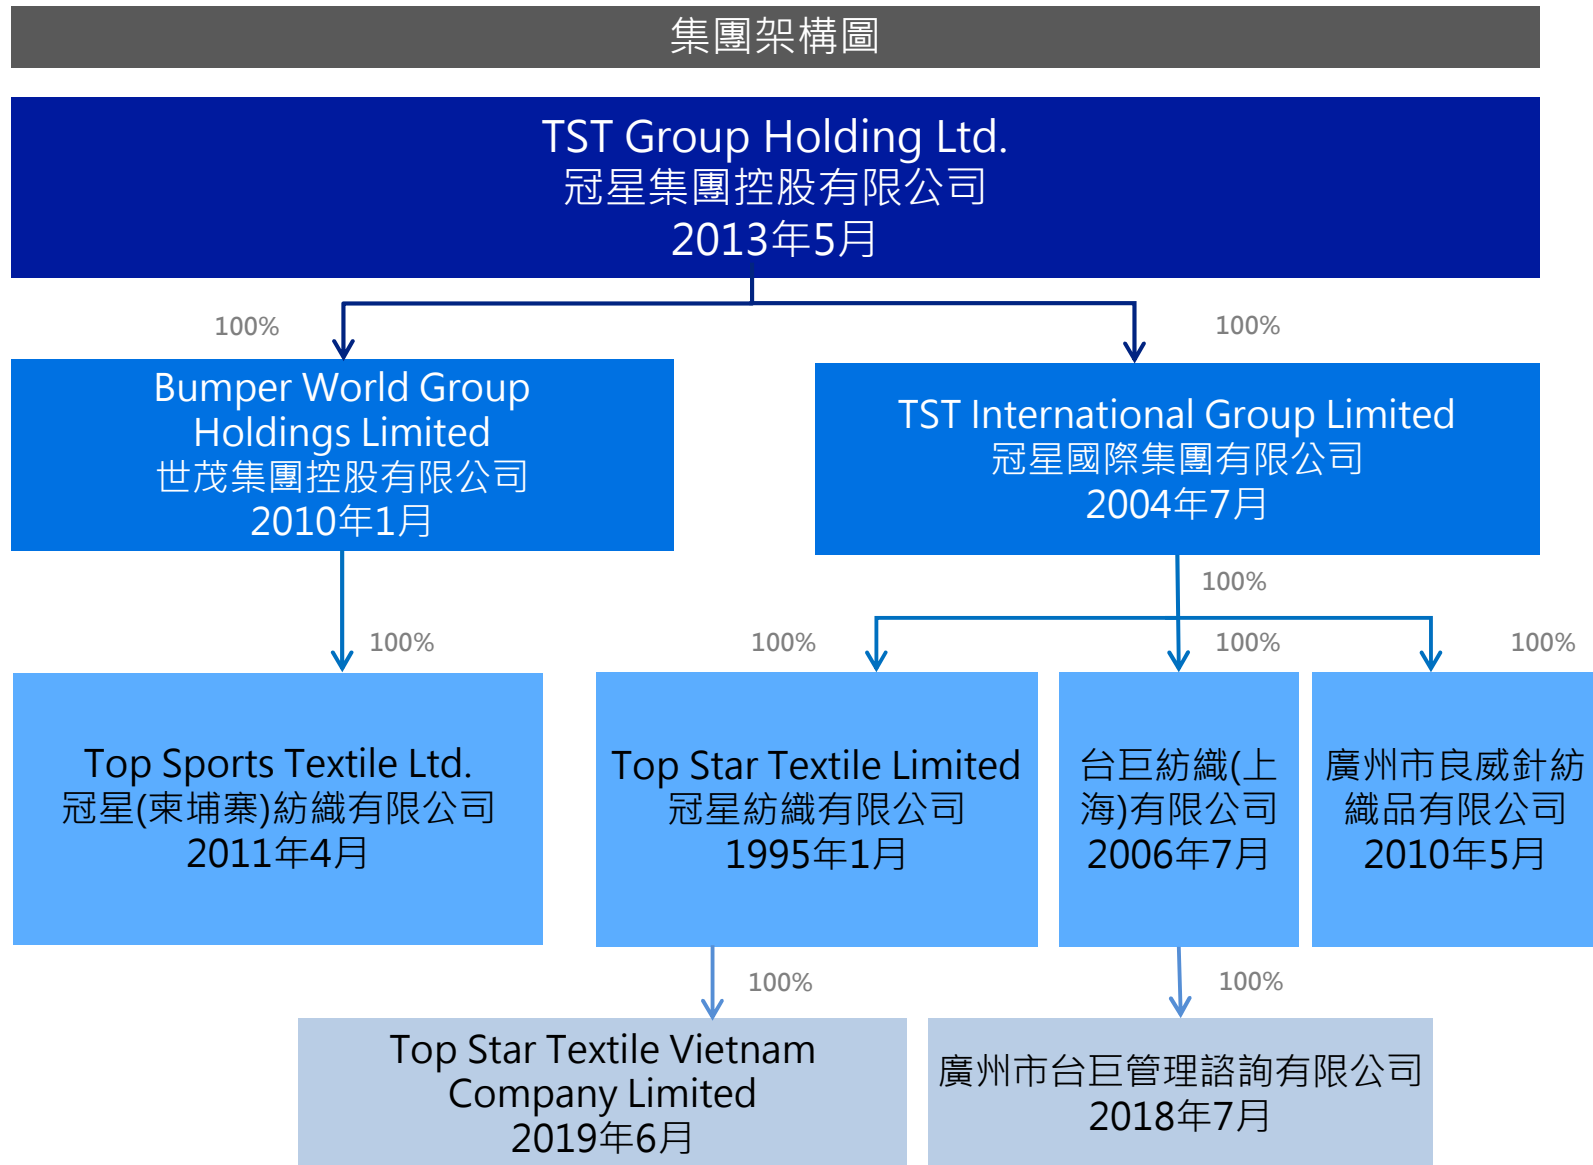 集團架構圖
TST Group Holding Ltd.
冠星集團控股有限公司
2013年5月
100%
100%
Bumper World Group
Holdings Limited
世茂集團控股有限公司
2010年1月
TST International Group Limited
冠星國際集團有限公司
2004年7月
100%
100%
100%
100%
100%
Top Sports Textile Ltd.
冠星(柬埔寨)紡織有限公司
2011年4月
Top Star Textile Limited
冠星紡織有限公司
1995年1月
台巨紡織(上
海)有限公司
2006年7月
廣州市良威針紡
織品有限公司
2010年5月
100%
100%
Top Star Textile Vietnam
Company Limited
2019年6月
廣州市台巨管理諮詢有限公司
2018年7月